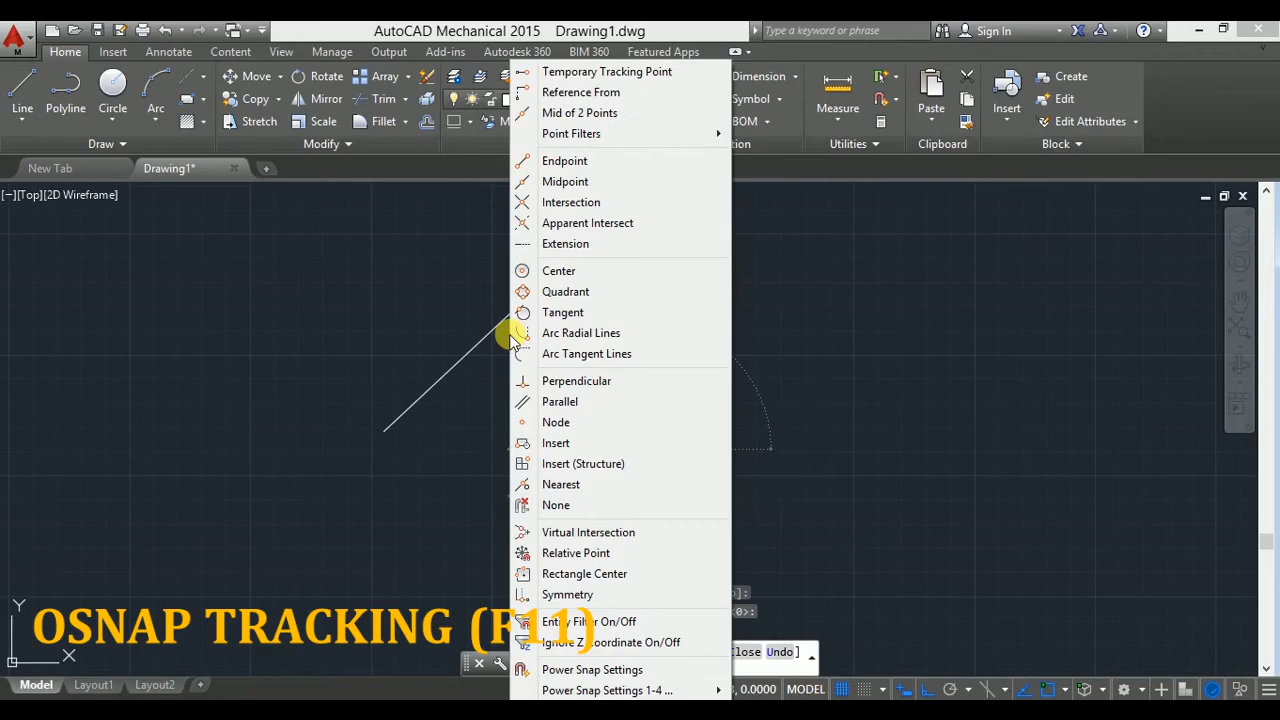 AutoCAD Mechanical 2015 Drawing1.dwg
Type a keyword or phrase
Sign In
Home Insert Annotate Content View Manage Output Add-ins Autodesk 360 BIM 360 Featured Apps
Line
Polyline
Circle
Arc
Move
Copy
Stretch
Rotate
Mirror
Scale
Array
Trim
Fillet
Dimension
Symbol
BOM
Measure
Paste
Insert
Create
Edit
Edit Attributes
Draw
Modify
Utilities
Clipboard
Block
New Tab
Drawing1*
[−][Top][2D Wireframe]
Temporary Tracking Point
Reference From
Mid of 2 Points
Point Filters
Endpoint
Midpoint
Intersection
Apparent Intersect
Extension
Center
Quadrant
Tangent
Arc Radial Lines
Arc Tangent Lines
Perpendicular
Parallel
Node
Insert
Insert (Structure)
Nearest
None
Virtual Intersection
Relative Point
Rectangle Center
Symmetry
Entity Filter On/Off
Ignore Z Coordinate On/Off
Power Snap Settings
Power Snap Settings 1-4 ...
OSNAP TRACKING (F11)
Y
X
]:
<0>:
Close Undo]
Model Layout1 Layout2
0.0000 MODEL